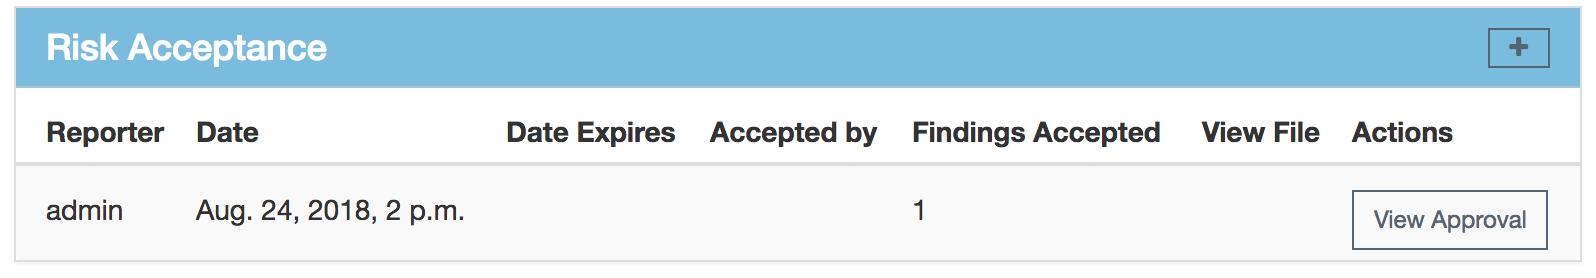 Risk Acceptance
+
Reporter Date Date Expires Accepted by Findings Accepted View File Actions
admin Aug. 24, 2018, 2 p.m. 1 View Approval